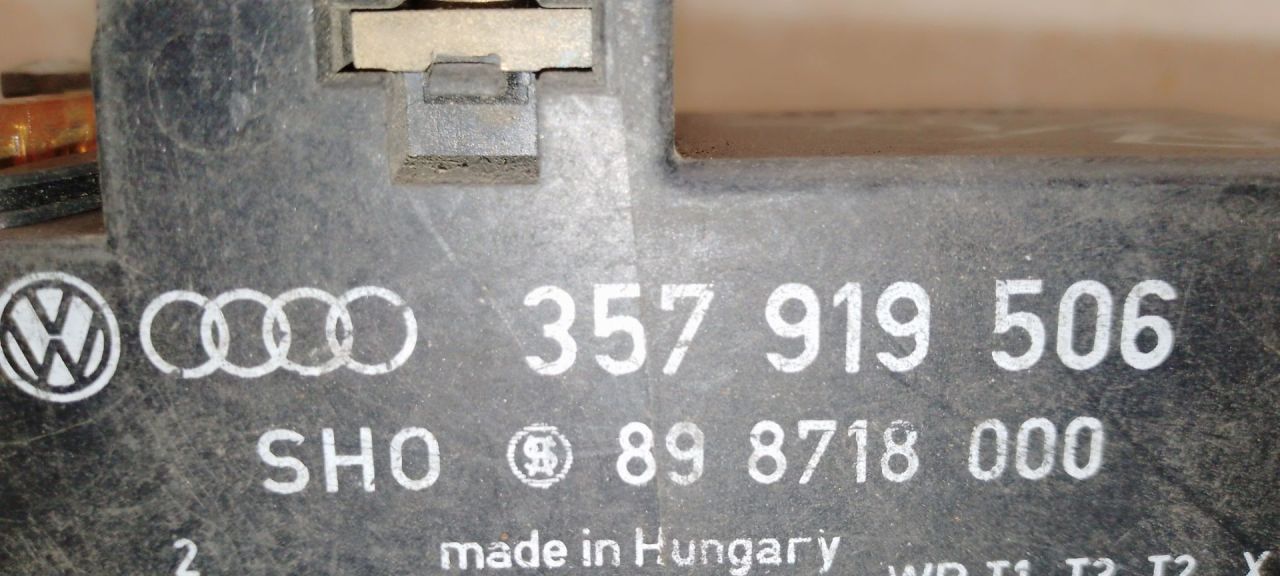 357 919 506
SHO 89 8718 000
made in Hungary
2